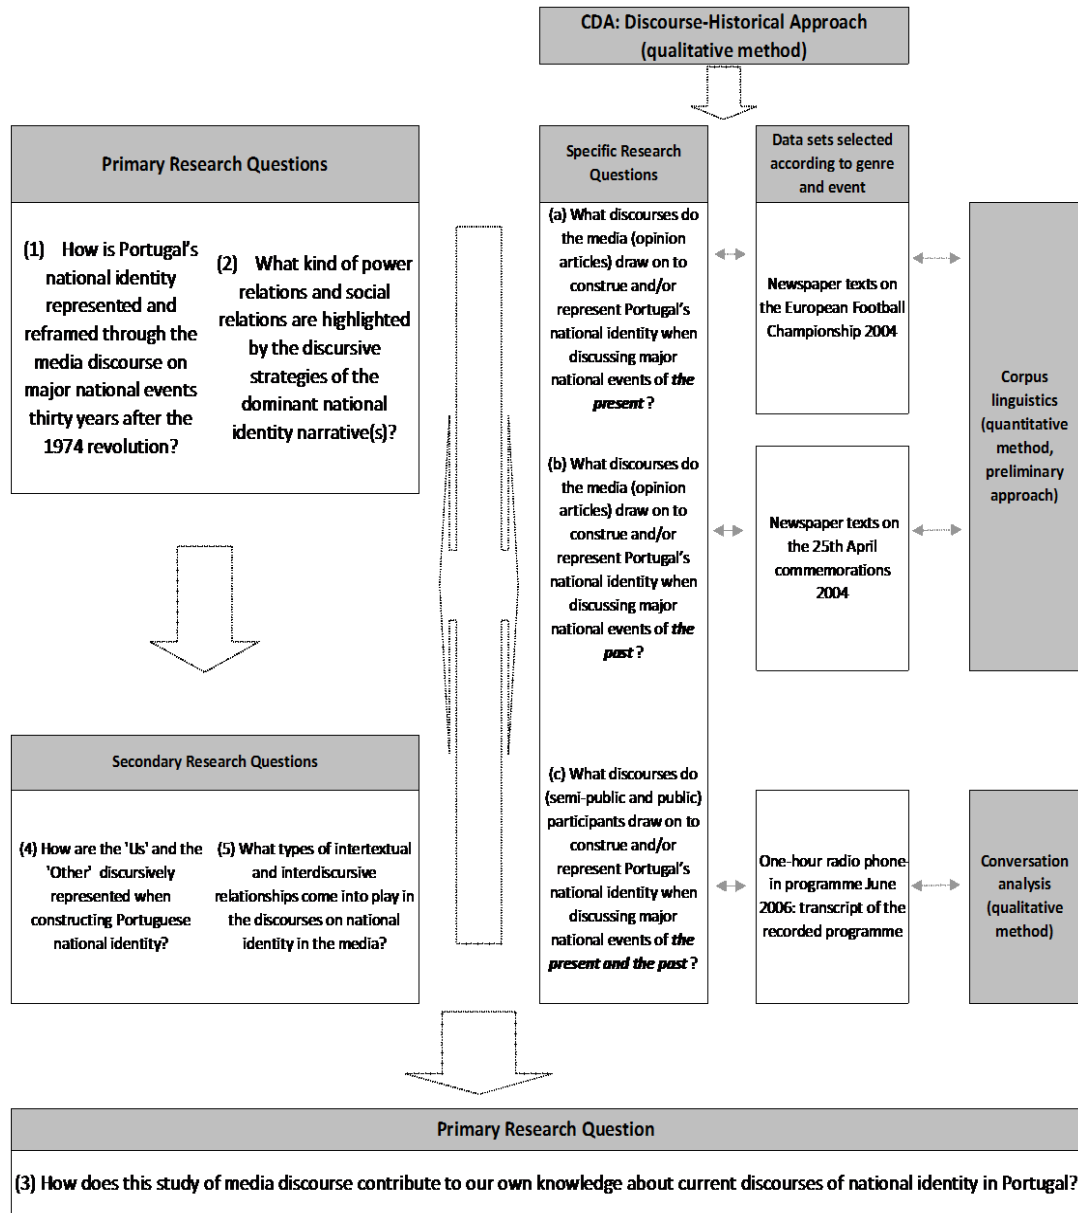 CDA: Discourse-Historical Approach
(qualitative method)
Primary Research Questions
(1) How is Portugal's
national identity
represented and
reframed through the
media discourse on
major national events
thirty years after the
1974 revolution?
(2) What kind of power
relations and social
relations are highlighted
by the discursive
strategies of the
dominant national
identity narrative(s)?
Secondary Research Questions
(4) How are the 'Us' and the
'Other' discursively
represented when
constructing Portuguese
national identity?
(5) What types of intertextual
and interdiscursive
relationships come into play
in the discourses on national
identity in the media?
Specific Research
Questions
(a) What discourses do
the media (opinion
articles) draw on to
construe and/or
represent Portugal's
national identity when
discussing major
national events of the
present ?
(b) What discourses do
the media (opinion
articles) draw on to
construe and/or
represent Portugal's
national identity when
discussing major
national events of the
past ?
(c) What discourses do
(semi-public and public)
participants draw on to
construe and/or
represent Portugal's
national identity when
discussing major
national events of the
present and the past ?
Data sets selected
according to genre
and event
Newspaper texts on
the European Football
Championship 2004
Newspaper texts on
the 25th April
commemorations
2004
One-hour radio phone-
in programme June
2006: transcript of the
recorded programme
Corpus
linguistics
(quantitative
method,
preliminary
approach)
Conversation
analysis
(qualitative
method)
Primary Research Question
(3) How does this study of media discourse contribute to our own knowledge about current discourses of national identity in Portugal?